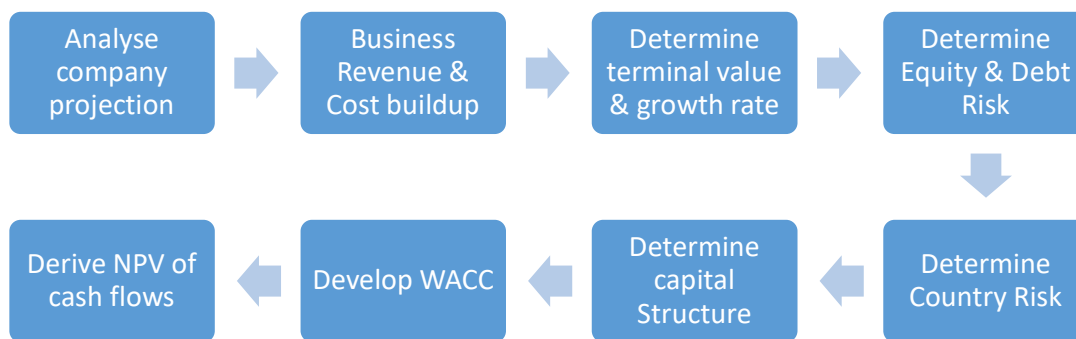 Analyse
company
projection
Business
Revenue &
Cost buildup
Determine
terminal value
& growth rate
Determine
Equity & Debt
Risk
Determine
Country Risk
Determine
capital
Structure
Develop WACC
Derive NPV of
cash flows